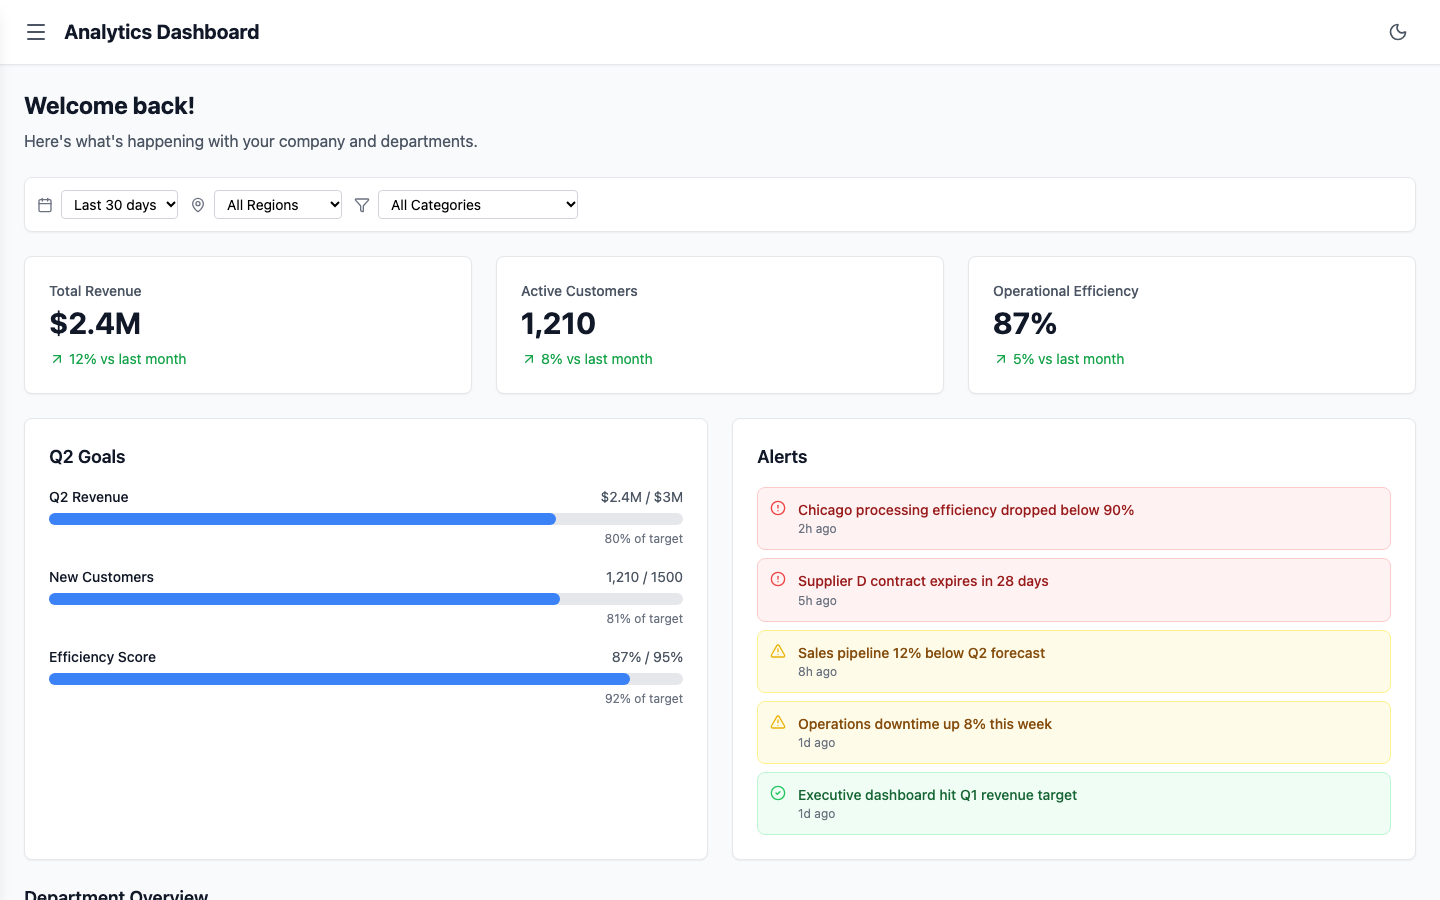 Analytics Dashboard
Welcome back!
Here's what's happening with your company and departments.
Last 30 days
All Regions
All Categories
Total Revenue
$2.4M
12% vs last month
Active Customers
1,210
8% vs last month
Operational Efficiency
87%
5% vs last month
Q2 Goals
Q2 Revenue
$2.4M / $3M
80% of target
New Customers
1,210 / 1500
81% of target
Efficiency Score
87% / 95%
92% of target
Alerts
Chicago processing efficiency dropped below 90%
2h ago
Supplier D contract expires in 28 days
5h ago
Sales pipeline 12% below Q2 forecast
8h ago
Operations downtime up 8% this week
1d ago
Executive dashboard hit Q1 revenue target
1d ago
Department Overview